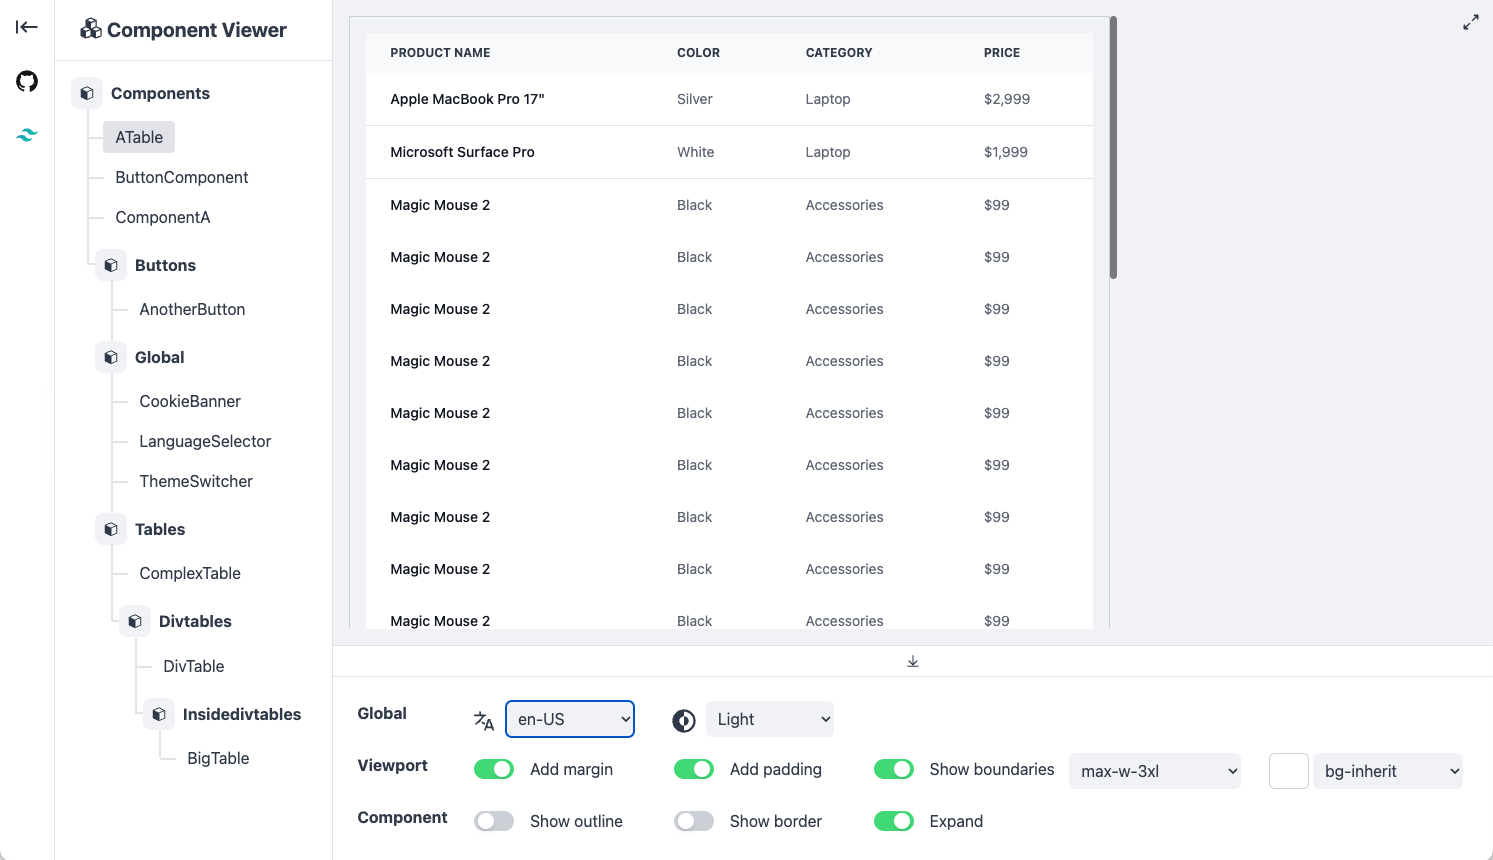 Component Viewer
Components
ATable
ButtonComponent
ComponentA
Buttons
AnotherButton
Global
CookieBanner
LanguageSelector
ThemeSwitcher
Tables
ComplexTable
Divtables
DivTable
Insidedivtables
BigTable
PRODUCT NAME COLOR CATEGORY PRICE
Apple MacBook Pro 17" Silver Laptop $2,999
Microsoft Surface Pro White Laptop $1,999
Magic Mouse 2 Black Accessories $99
Magic Mouse 2 Black Accessories $99
Magic Mouse 2 Black Accessories $99
Magic Mouse 2 Black Accessories $99
Magic Mouse 2 Black Accessories $99
Magic Mouse 2 Black Accessories $99
Magic Mouse 2 Black Accessories $99
Magic Mouse 2 Black Accessories $99
Magic Mouse 2 Black Accessories $99
Global en-US Light
Viewport Add margin Add padding Show boundaries max-w-3xl bg-inherit
Component Show outline Show border Expand